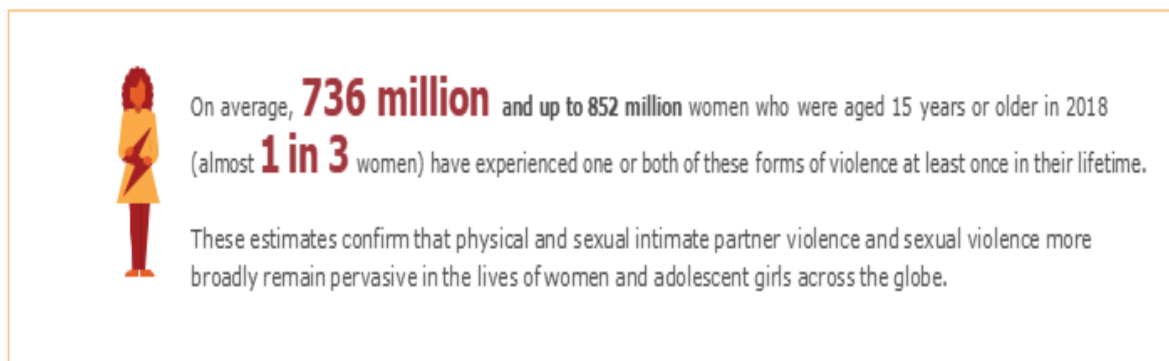 On average, 736 million and up to 852 million women who were aged 15 years or older in 2018
(almost 1 in 3 women) have experienced one or both of these forms of violence at least once in their lifetime.
These estimates confirm that physical and sexual intimate partner violence and sexual violence more
broadly remain pervasive in the lives of women and adolescent girls across the globe.